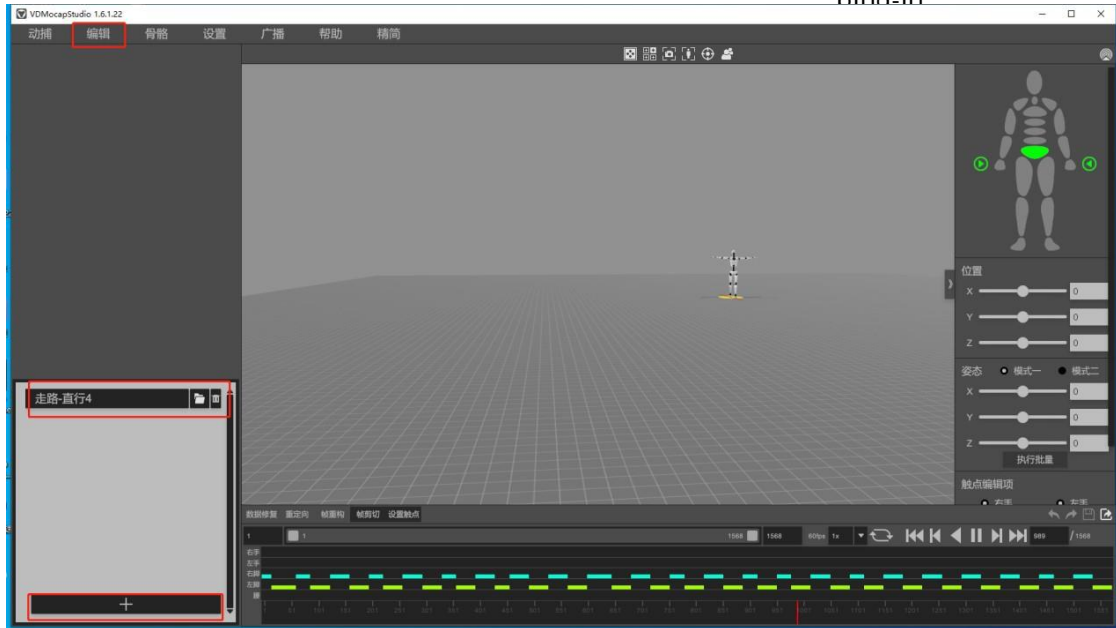 VDMocapStudio 1.6.1.22
动捕 编辑 骨骼 设置 广播 帮助 精简
位置
X 0
Y 0
Z 0
姿态 模式一 模式二
X 0
Y 0
Z 0
执行批量
触点编辑项
走路-直行4
+
数据修复 重定向 帧重构 帧剪切 设置触点
1 1 1568 1568 60fps 1x 989 /1568
右手
左手
右脚
左脚